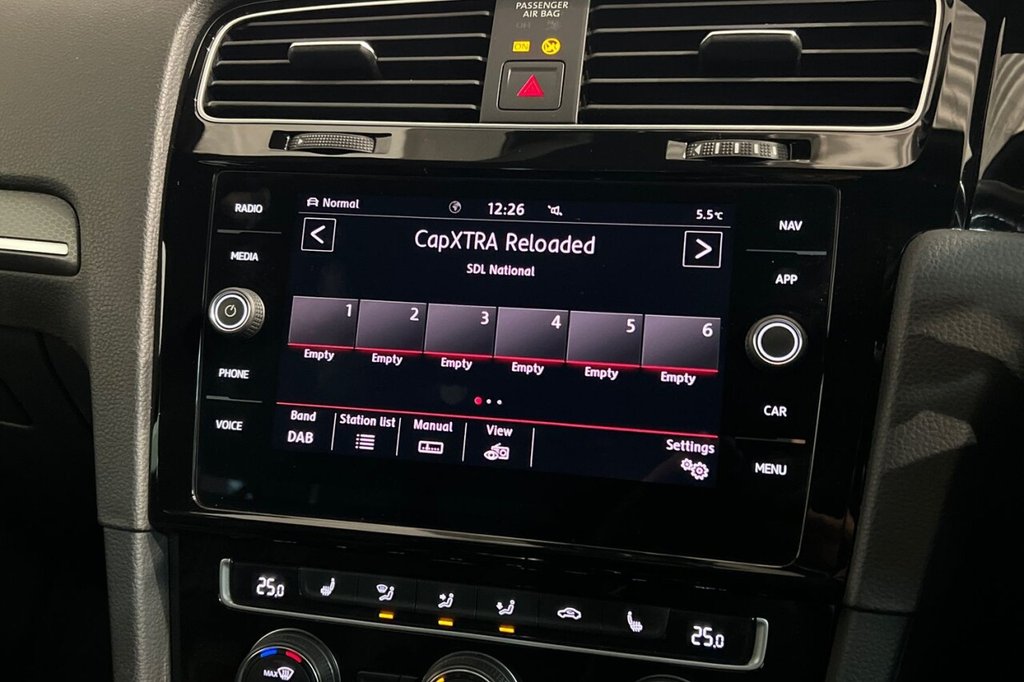 PASSENGER
AIR BAG
ON
RADIO
MEDIA
PHONE
VOICE
Normal
12:26
5.5°C
CapXTRA Reloaded
SDL National
1 2 3 4 5 6
Empty Empty Empty Empty Empty Empty
Band Station list Manual View Settings
DAB
NAV
APP
CAR
MENU
25.0
25.0
MAX